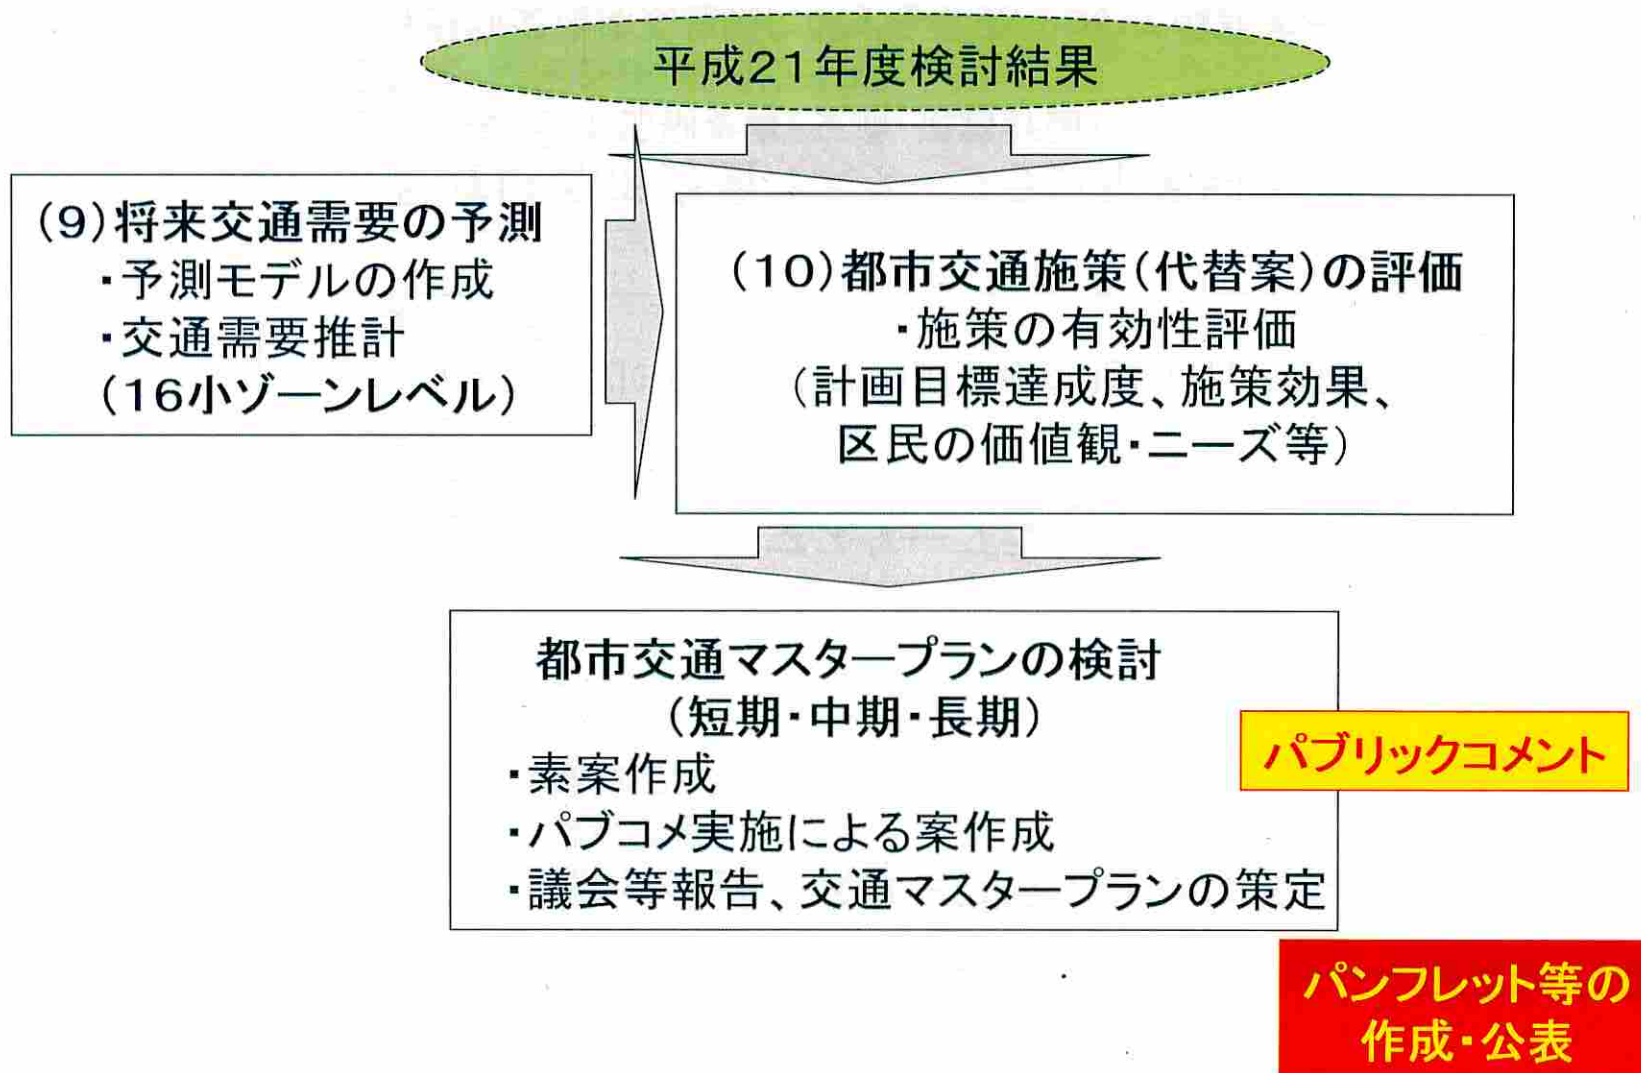 平成21年度検討結果
(9)将来交通需要の予測
・予測モデルの作成
・交通需要推計
(16小ゾーンレベル)
(10)都市交通施策(代替案)の評価
・施策の有効性評価
(計画目標達成度、施策効果、
区民の価値観・ニーズ等)
都市交通マスタープランの検討
(短期・中期・長期)
・素案作成
・パブコメ実施による案作成
・議会等報告、交通マスタープランの策定
パブリックコメント
パンフレット等の
作成・公表